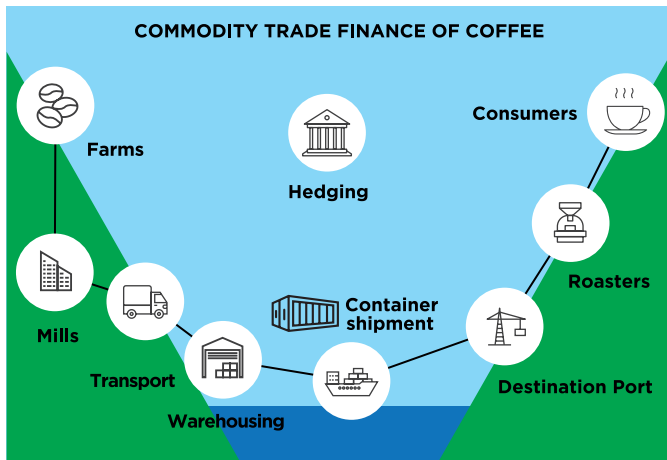 COMMODITY TRADE FINANCE OF COFFEE
Farms
Consumers
Hedging
Roasters
Mills
Container
shipment
Transport
Destination Port
Warehousing